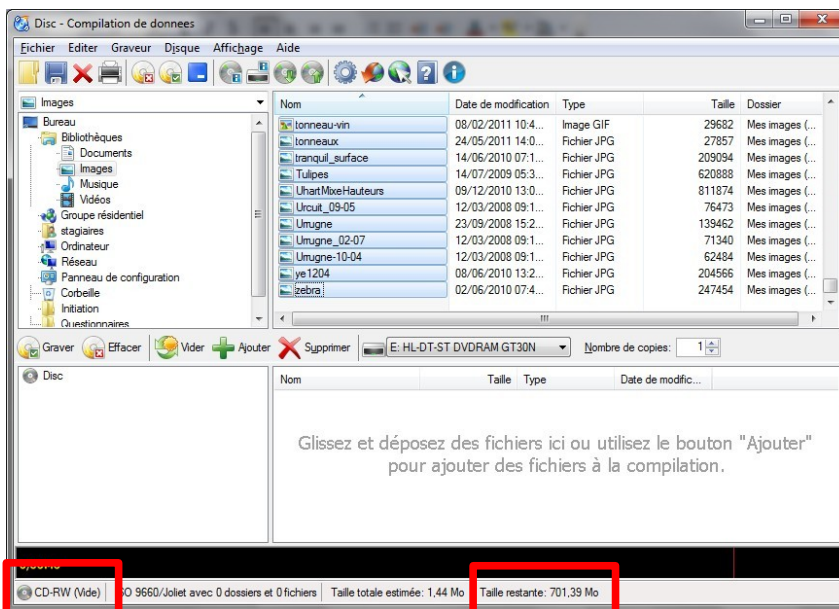 Disc - Compilation de donnees
Fichier Editer Graveur Disque Affichage Aide
Images
Bureau
Bibliothèques
Documents
Images
Musique
Vidéos
Groupe résidentiel
stagiaires
Ordinateur
Réseau
Panneau de configuration
Corbeille
Initiation
Questionnaires
Nom Date de modification Type Taille Dossier
tonneau-vin 08/02/2011 10:4... Image GIF 29682 Mes images (...
tonneaux 24/05/2011 14:0... Fichier JPG 27857 Mes images (...
tranquil_surface 14/06/2010 07:1... Fichier JPG 209094 Mes images (...
Tulipes 14/07/2009 05:3... Fichier JPG 620888 Mes images (...
UhartMixeHauteurs 09/12/2010 13:0... Fichier JPG 811874 Mes images (...
Urcuit_09-05 12/03/2008 09:1... Fichier JPG 76473 Mes images (...
Urrugne 23/09/2008 15:2... Fichier JPG 139462 Mes images (...
Urrugne_02-07 12/03/2008 09:1... Fichier JPG 71340 Mes images (...
Urrugne-10-04 12/03/2008 09:1... Fichier JPG 62484 Mes images (...
ye1204 08/06/2010 13:2... Fichier JPG 204566 Mes images (...
zebra 02/06/2010 07:4... Fichier JPG 247454 Mes images (...
Graver Effacer Vider Ajouter Supprimer E: HL-DT-ST DVDRAM GT30N Nombre de copies: 1
Disc
Nom Taille Type Date de modific...
Glissez et déposez des fichiers ici ou utilisez le bouton "Ajouter"
pour ajouter des fichiers à la compilation.
CD-RW (Vide) ISO 9660/Joliet avec 0 dossiers et 0 fichiers Taille totale estimée: 1,44 Mo Taille restante: 701,39 Mo